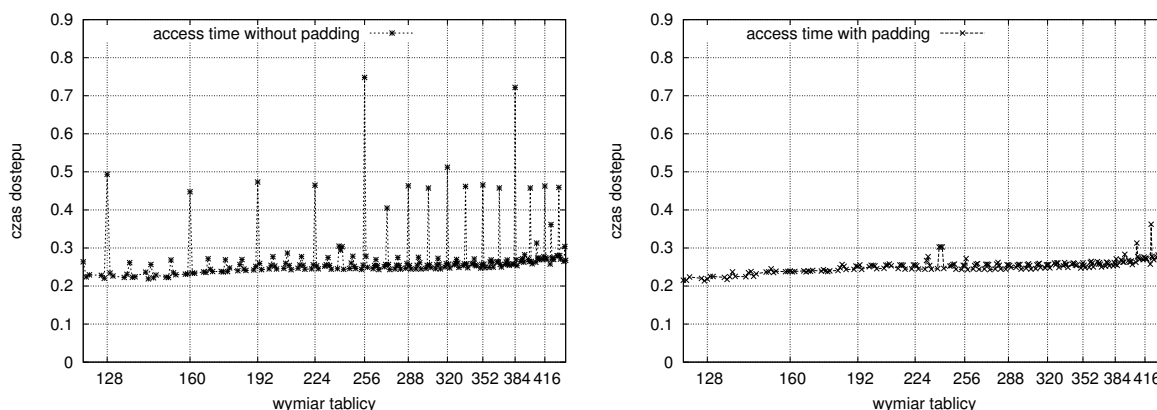 access time without padding
czas dostepu
0.9
0.8
0.7
0.6
0.5
0.4
0.3
0.2
0.1
0
128 160 192 224 256 288 320 352 384 416
wymiar tablicy
access time with padding
czas dostepu
0.9
0.8
0.7
0.6
0.5
0.4
0.3
0.2
0.1
0
128 160 192 224 256 288 320 352 384 416
wymiar tablicy